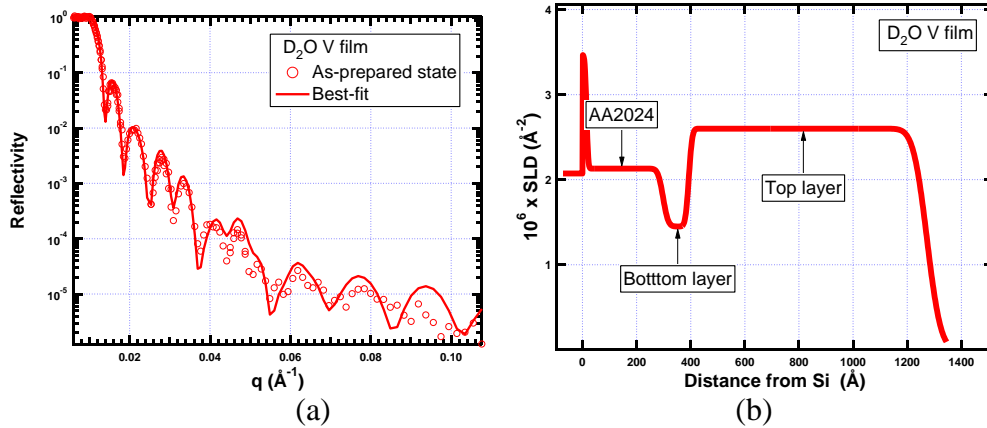 10⁰
10⁻¹
10⁻²
10⁻³
10⁻⁴
10⁻⁵
Reflectivity
D₂O V film
As-prepared state
Best-fit
0.02 0.04 0.06 0.08 0.10
q (Å⁻¹)
(a)
4
3
2
1
10⁶ x SLD (Å⁻²)
D₂O V film
AA2024
Top layer
Botttom layer
0 200 400 600 800 1000 1200 1400
Distance from Si (Å)
(b)